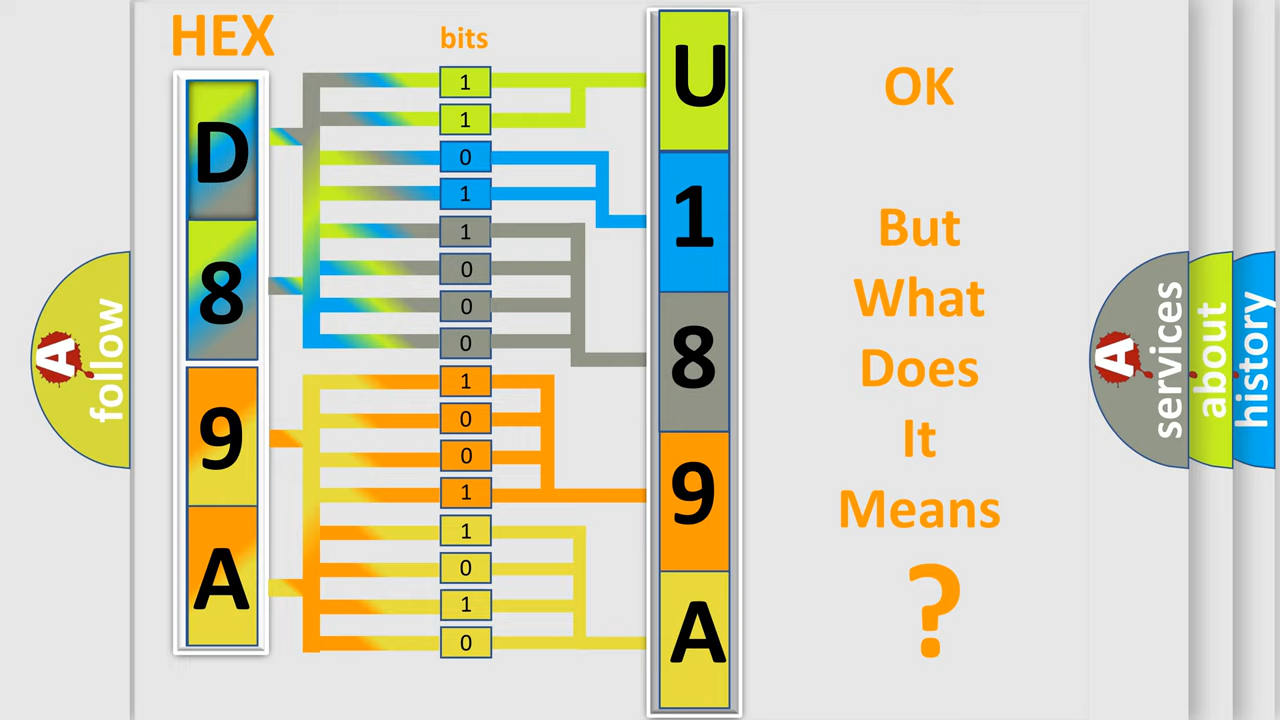 HEX
bits
D
8
9
A
1
1
0
1
1
0
0
0
1
0
0
1
1
0
1
0
U
1
8
9
A
OK
But
What
Does
It
Means
?
A
follow
A
services
about
history